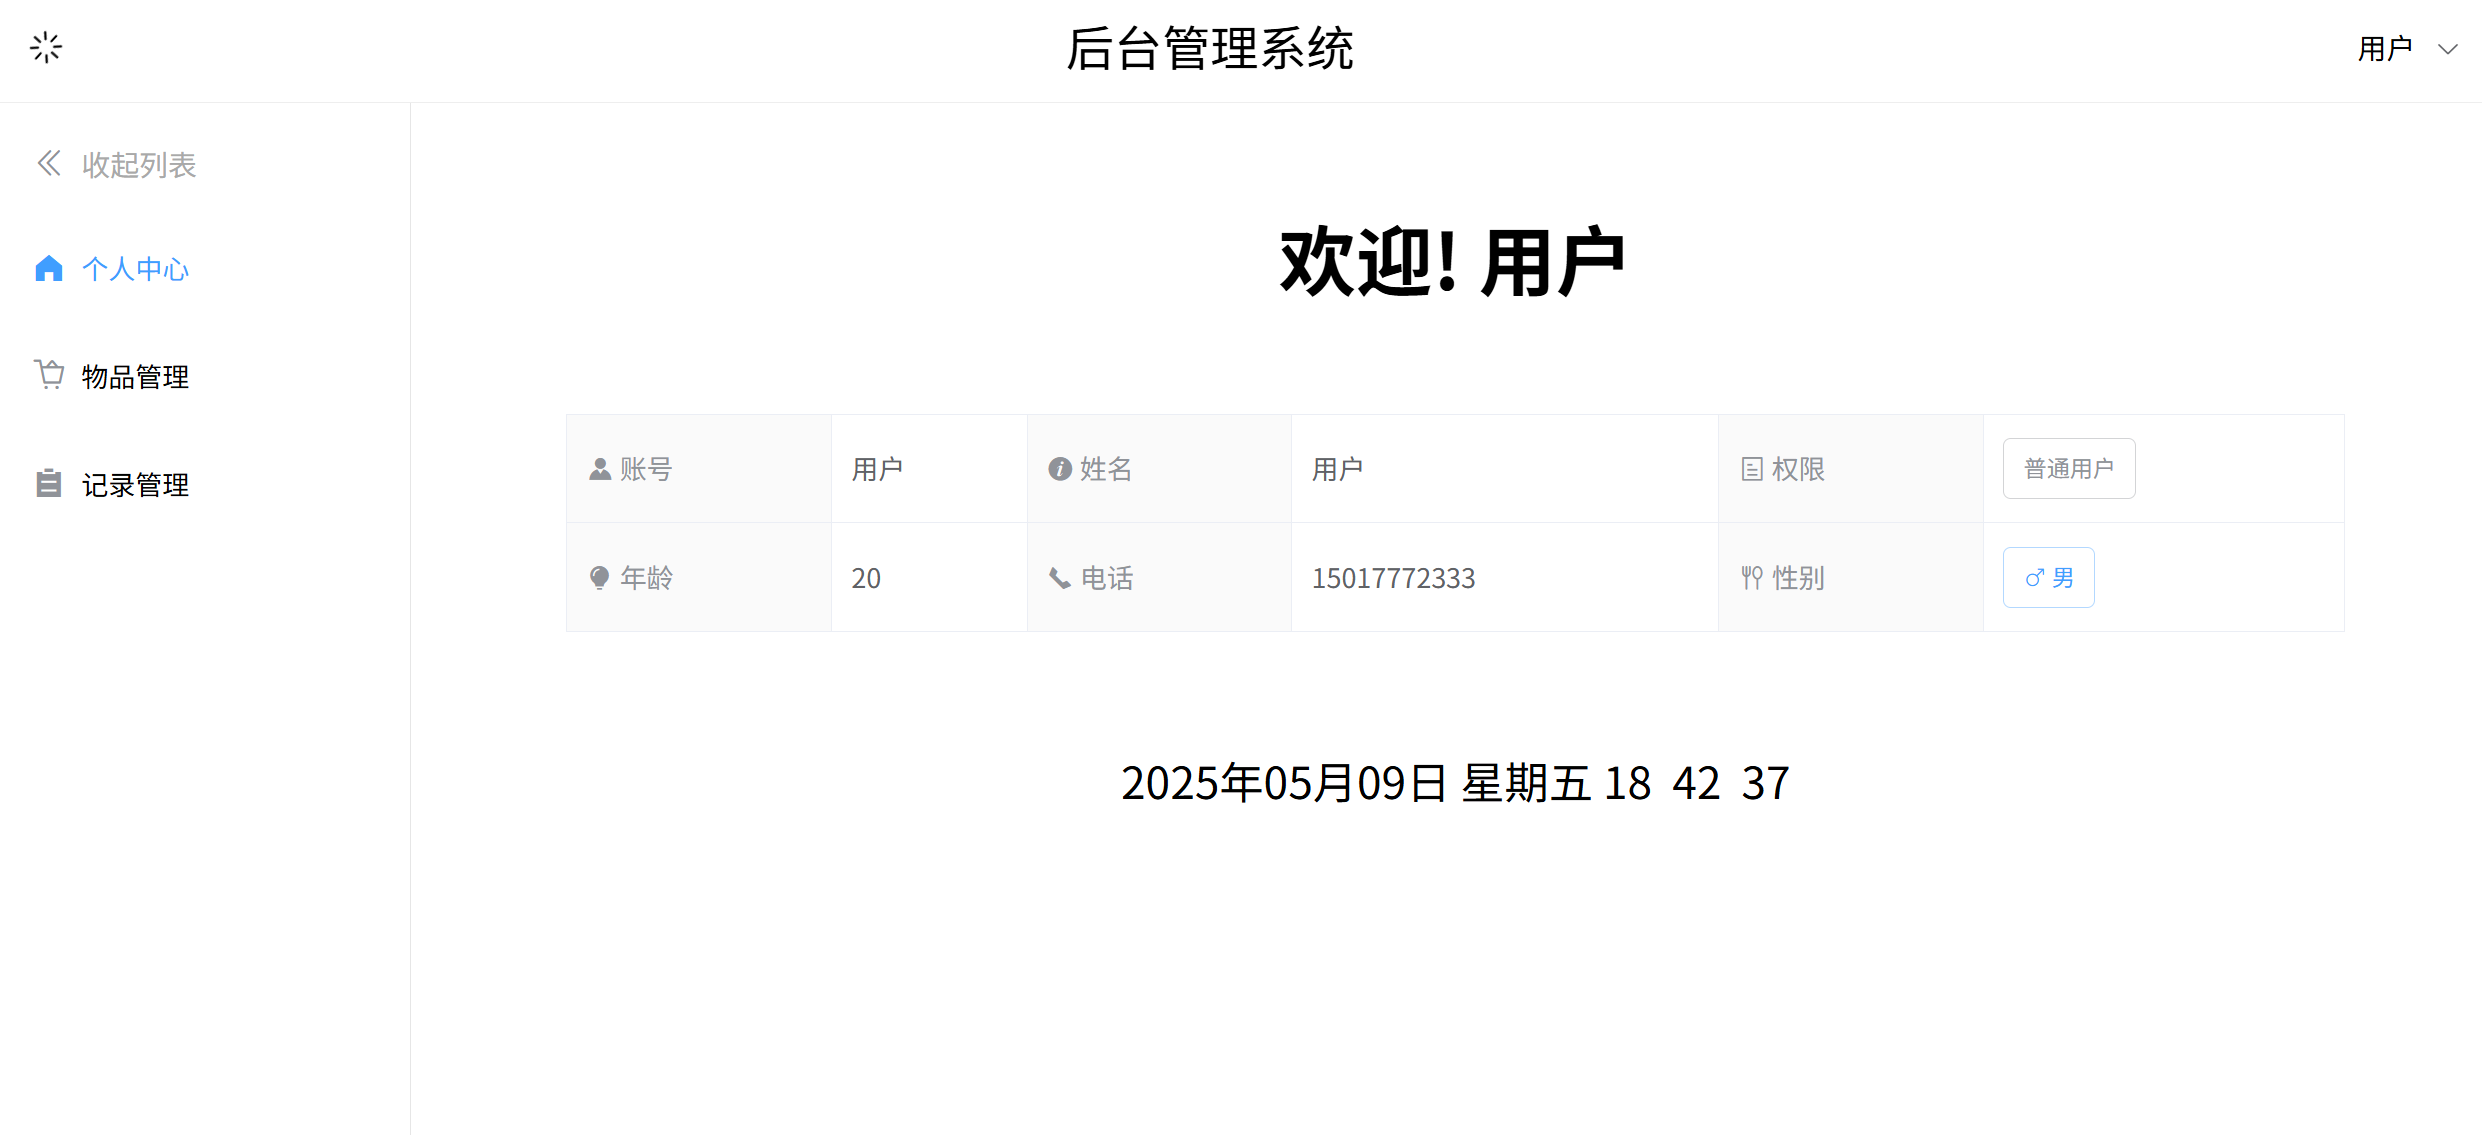 后台管理系统
用户
收起列表
个人中心
物品管理
记录管理
欢迎! 用户
账号 用户 姓名 用户 权限 普通用户
年龄 20 电话 15017772333 性别 男
2025年05月09日 星期五 18 42 37